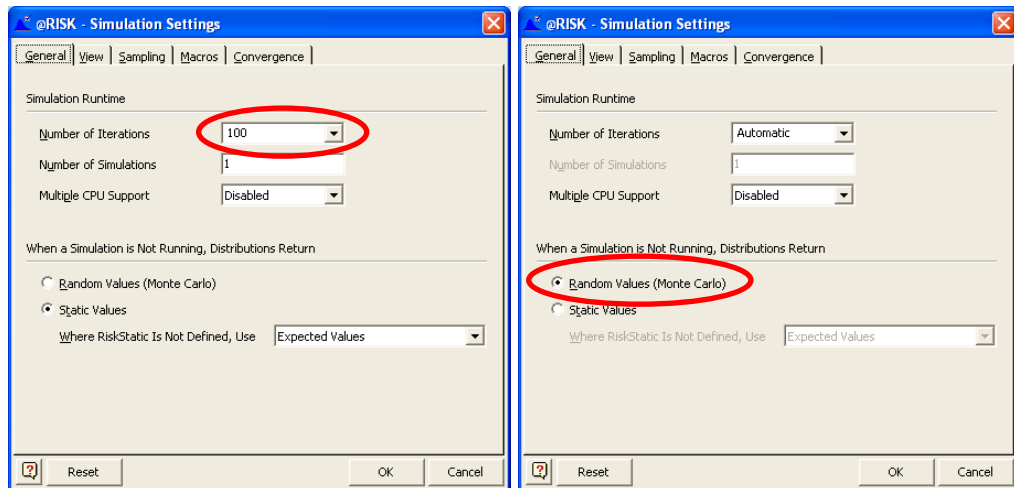 @RISK - Simulation Settings
General View Sampling Macros Convergence
Simulation Runtime
Number of Iterations 100
Number of Simulations 1
Multiple CPU Support Disabled
When a Simulation is Not Running, Distributions Return
Random Values (Monte Carlo)
Static Values
Where RiskStatic Is Not Defined, Use Expected Values
Reset OK Cancel
@RISK - Simulation Settings
General View Sampling Macros Convergence
Simulation Runtime
Number of Iterations Automatic
Number of Simulations 1
Multiple CPU Support Disabled
When a Simulation is Not Running, Distributions Return
Random Values (Monte Carlo)
Static Values
Where RiskStatic Is Not Defined, Use Expected Values
Reset OK Cancel